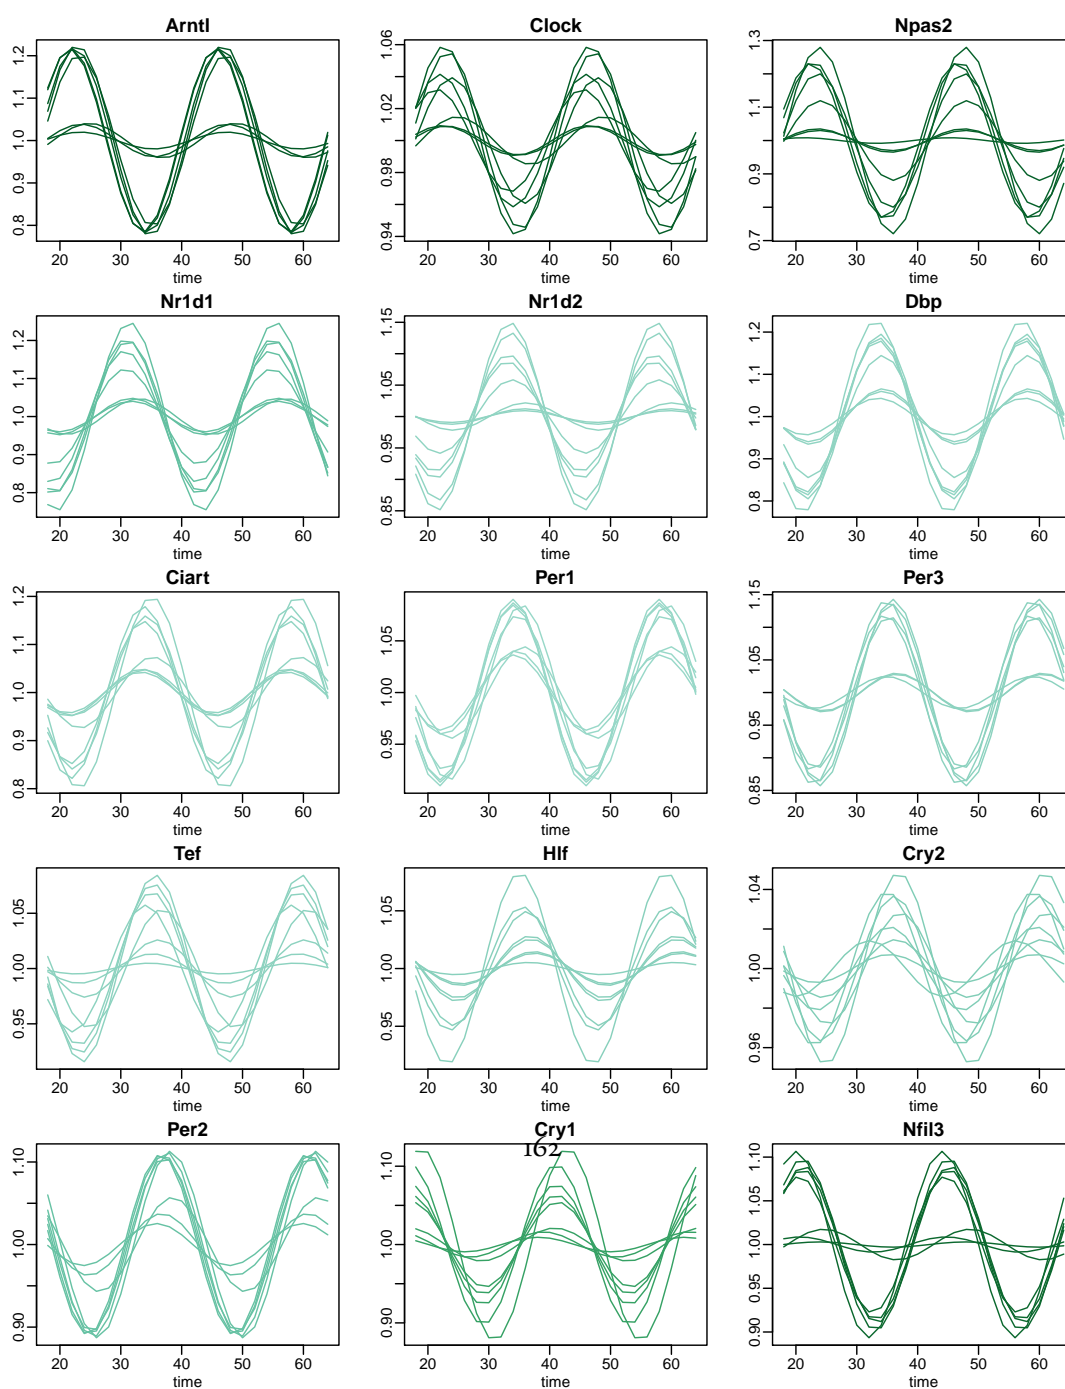 Arntl
Clock
Npas2
0.8 0.9 1.0 1.1 1.2
0.94 0.98 1.02 1.06
0.7 0.9 1.1 1.3
20 30 40 50 60
20 30 40 50 60
20 30 40 50 60
time
time
time
Nr1d1
Nr1d2
Dbp
0.8 0.9 1.0 1.1 1.2
0.85 0.95 1.05 1.15
0.8 0.9 1.0 1.1 1.2
20 30 40 50 60
20 30 40 50 60
20 30 40 50 60
time
time
time
Ciart
Per1
Per3
0.8 0.9 1.0 1.1 1.2
0.95 1.00 1.05
0.85 0.95 1.05 1.15
20 30 40 50 60
20 30 40 50 60
20 30 40 50 60
time
time
time
Tef
Hlf
Cry2
0.95 1.00 1.05
0.95 1.00 1.05
0.96 1.00 1.04
20 30 40 50 60
20 30 40 50 60
20 30 40 50 60
time
time
time
Per2
Cry1
Nfil3
162
0.90 1.00 1.10
0.90 1.00 1.10
0.90 0.95 1.00 1.05 1.10
20 30 40 50 60
20 30 40 50 60
20 30 40 50 60
time
time
time